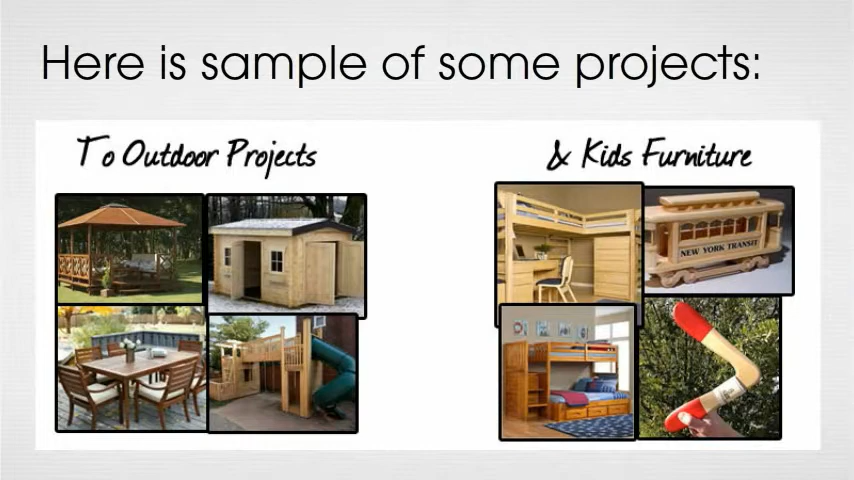 Here is sample of some projects:
To Outdoor Projects
& Kids Furniture
NEW YORK TRANSIT